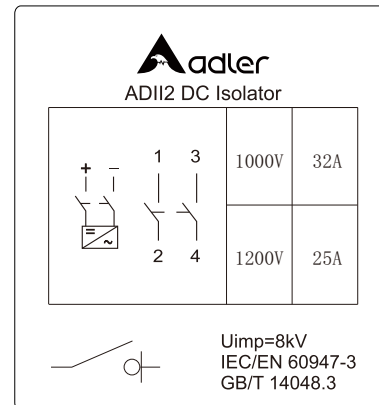 adler
ADII2 DC Isolator
+ −
1 3
1000V 32A
= ~
2 4
1200V 25A
Uimp=8kV
IEC/EN 60947-3
GB/T 14048.3